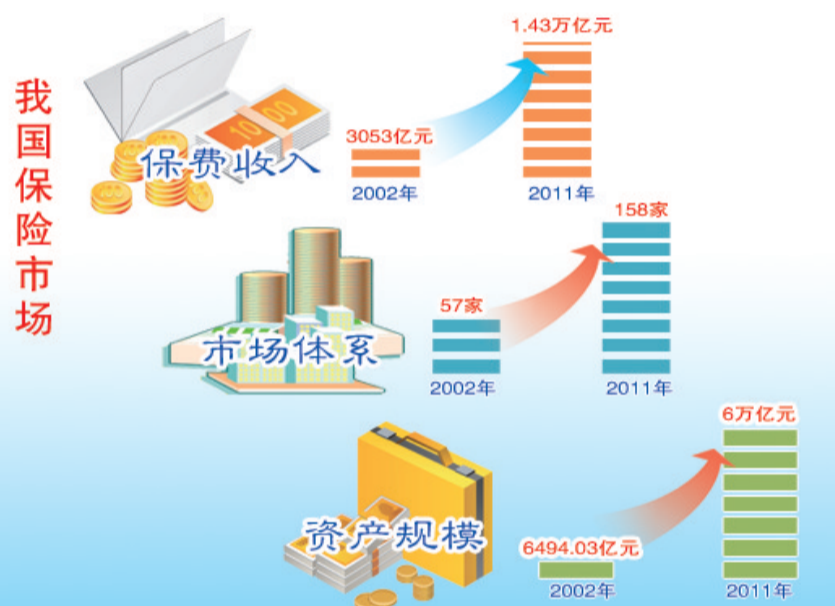 我国保险市场
保费收入
3053亿元
2002年
1.43万亿元
2011年
市场体系
57家
2002年
158家
2011年
资产规模
6494.03亿元
2002年
6万亿元
2011年